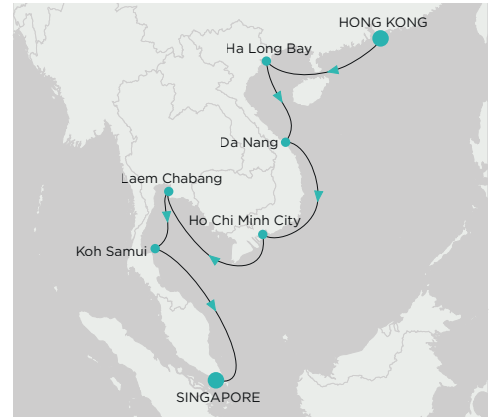 HONG KONG
Ha Long Bay
Da Nang
Laem Chabang
Ho Chi Minh City
Koh Samui
SINGAPORE